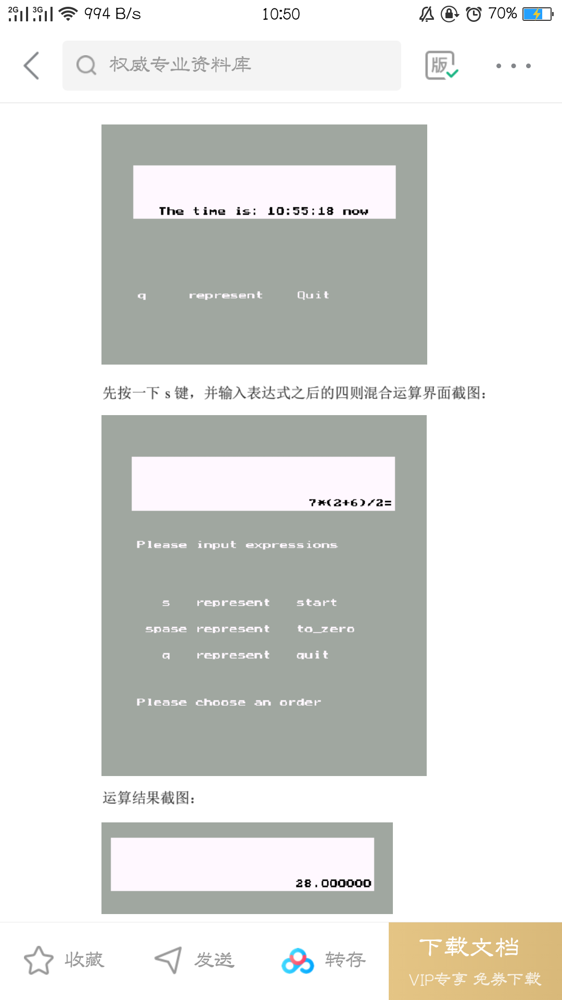 2G 3G 994 B/s 10:50 70%
权威专业资料库 版
The time is: 10:55:18 now
q represent Quit
先按一下 s 键，并输入表达式之后的四则混合运算界面截图：
7*(2+6)/2=
Please input expressions
s represent start
spase represent to_zero
q represent quit
Please choose an order
运算结果截图：
28.000000
收藏 发送 转存 下载文档
VIP专享 免券下载